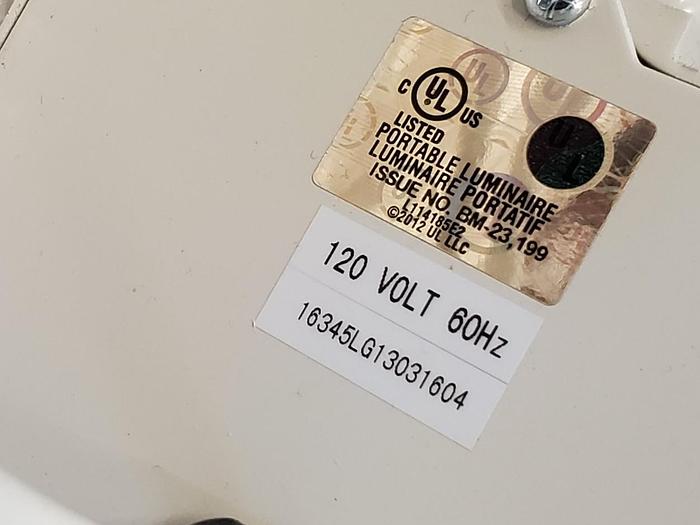 C UL US
LISTED
PORTABLE LUMINAIRE
LUMINAIRE PORTATIF
ISSUE NO. BM-23,199
L114185E2
©2012 UL LLC
UL
120 VOLT 60Hz
16345LG13031604